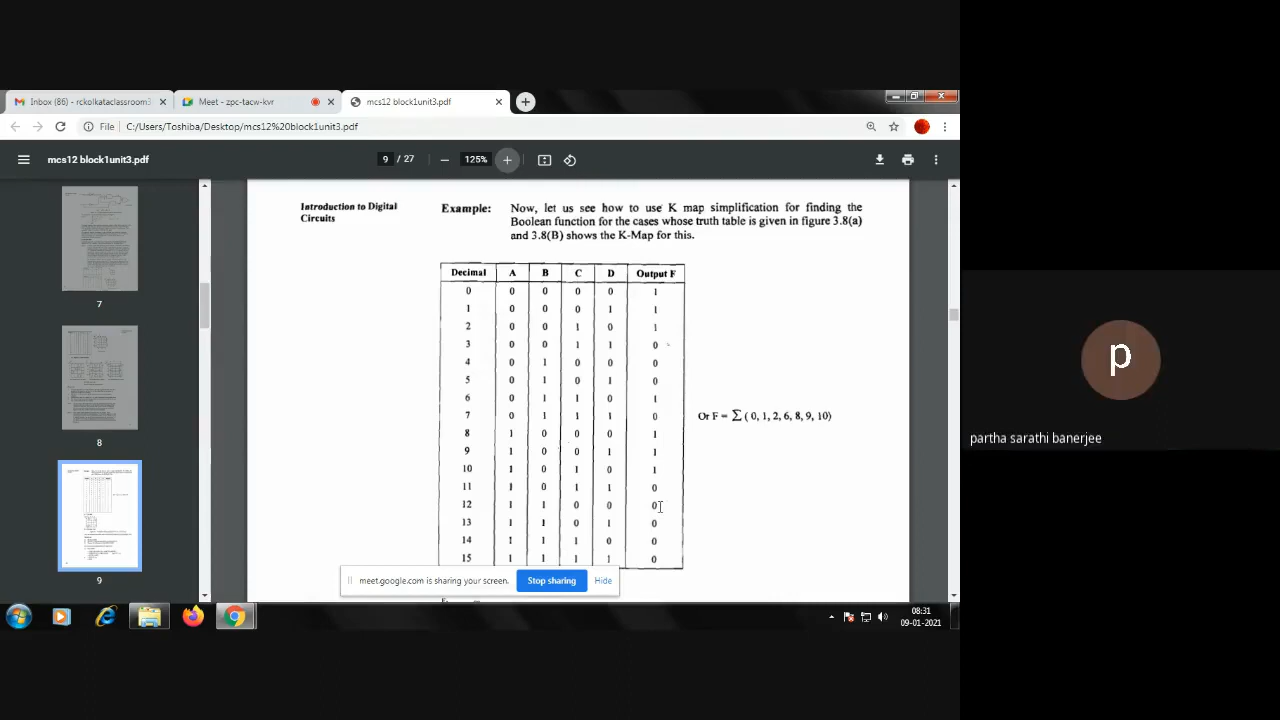 Inbox (86) - rckolkataclassroom3
Meet - zpc-tacw-kvr
mcs12 block1unit3.pdf
File
C:/Users/Toshiba/Desktop/mcs12%20block1unit3.pdf
mcs12 block1unit3.pdf
9 / 27
125%
7
8
9
Introduction to Digital
Circuits
Example: Now, let us see how to use K map simplification for finding the
Boolean function for the cases whose truth table is given in figure 3.8(a)
and 3.8(B) shows the K-Map for this.
Decimal A B C D Output F
0 0 0 0 0 1
1 0 0 0 1 1
2 0 0 1 0 1
3 0 0 1 1 0
4 0 1 0 0 0
5 0 1 0 1 0
6 0 1 1 0 1
7 0 1 1 1 0
8 1 0 0 0 1
9 1 0 0 1 1
10 1 0 1 0 1
11 1 0 1 1 0
12 1 1 0 0 0
13 1 1 0 1 0
14 1 1 1 0 0
15 1 1 1 1 0
Or F = ∑ ( 0, 1, 2, 6, 8, 9, 10)
meet.google.com is sharing your screen.
Stop sharing
Hide
08:31
09-01-2021
p
partha sarathi banerjee